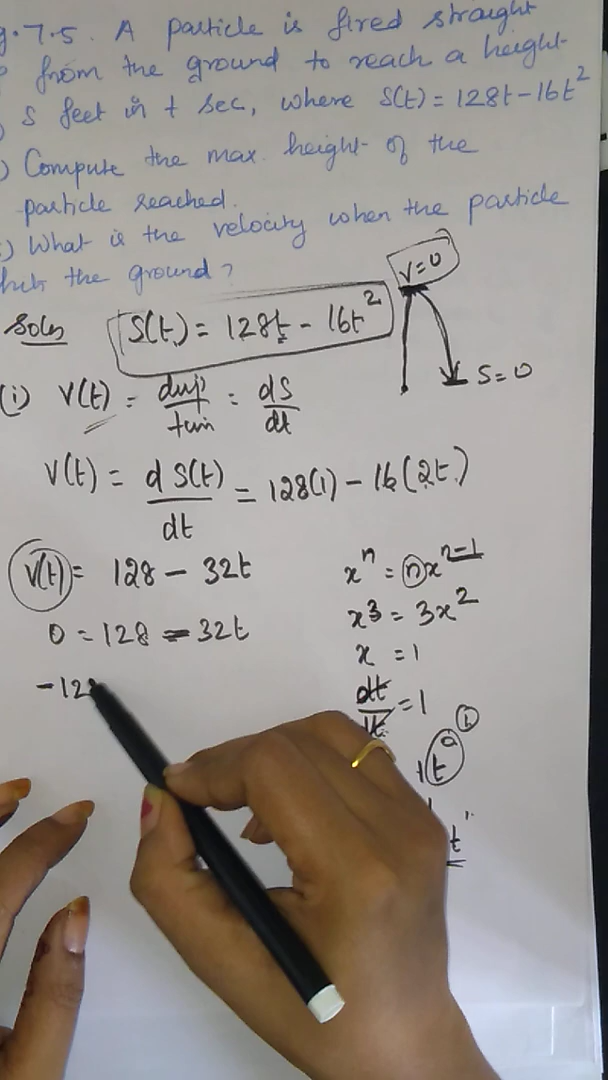 g. 7.5. A particle is fired straight
from the ground to reach a height
s feet in t sec, where S(t) = 128t - 16t²
) Compute the max. height of the
particle reached.
) What is the velocity when the particle
hits the ground?
V=0
Soln
S(t) = 128t - 16t²
S=0
(i) V(t) = disp/time = dS/dt
V(t) = d S(t)/dt = 128(1) - 16(2t)
V(t) = 128 - 32t
xⁿ = nxⁿ⁻¹
0 = 128 - 32t
x³ = 3x²
x = 1
-128
dt/dt = 1